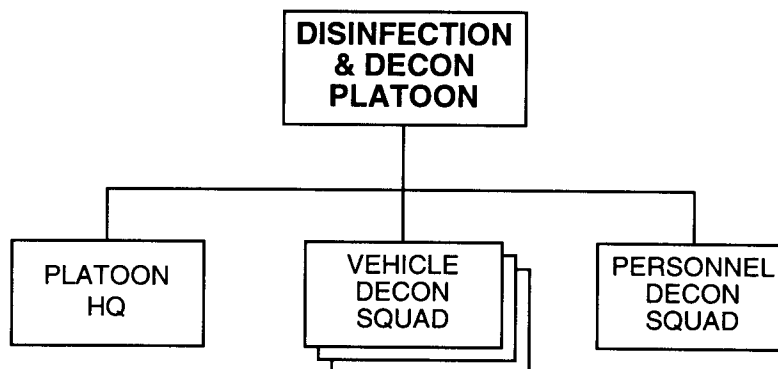 DISINFECTION
& DECON
PLATOON
PLATOON
HQ
VEHICLE
DECON
SQUAD
PERSONNEL
DECON
SQUAD